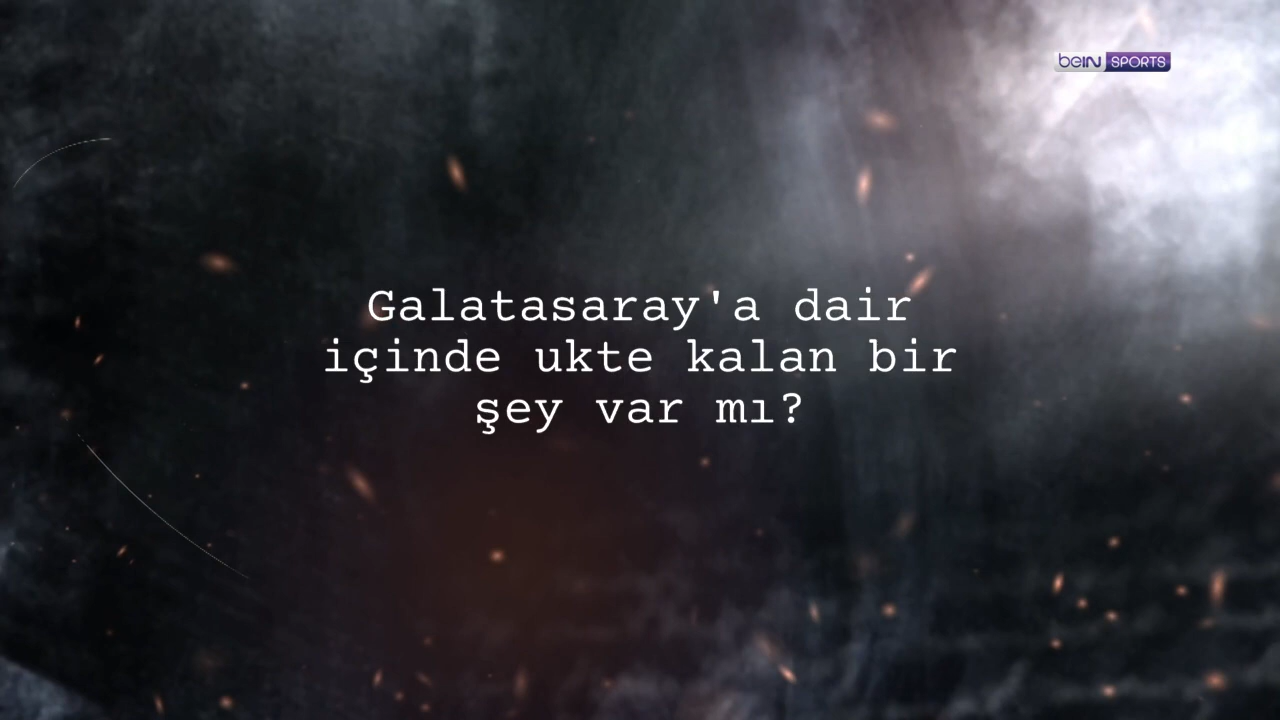 beIN SPORTS
Galatasaray'a dair
içinde ukte kalan bir
şey var mı?